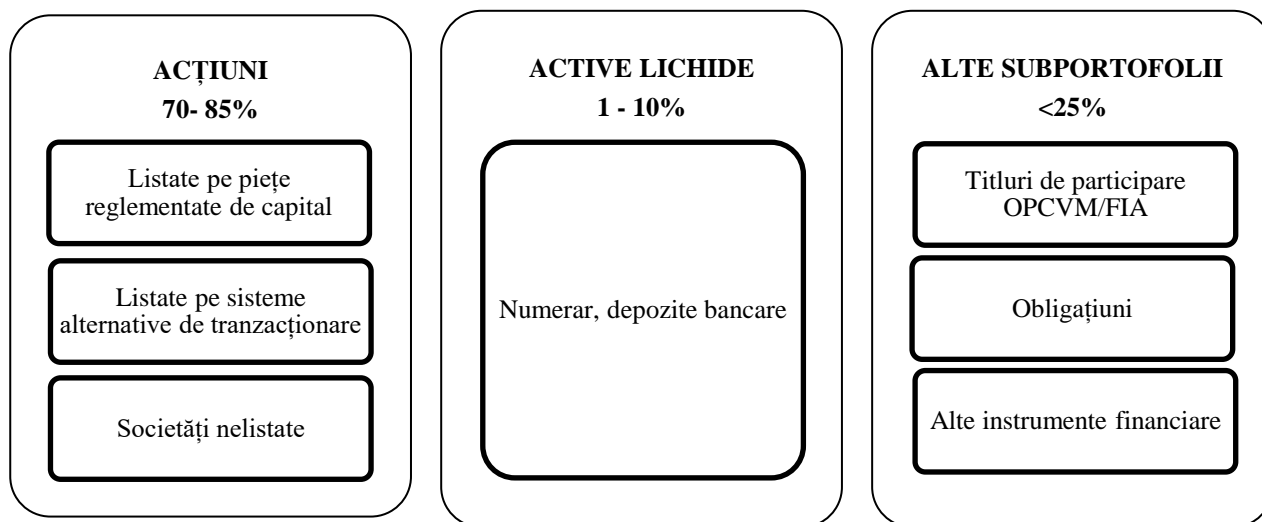 ACȚIUNI
70- 85%
Listate pe piețe
reglementate de capital
Listate pe sisteme
alternative de tranzacționare
Societăți nelistate
ACTIVE LICHIDE
1 - 10%
Numerar, depozite bancare
ALTE SUBPORTOFOLII
<25%
Titluri de participare
OPCVM/FIA
Obligațiuni
Alte instrumente financiare